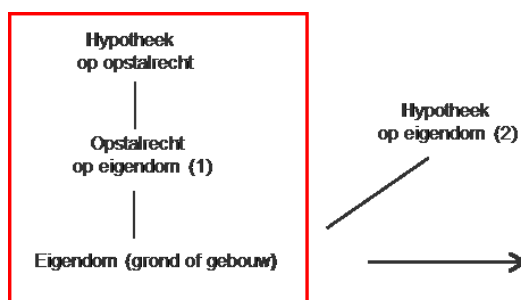 Hypotheek
op opstalrecht
Opstalrecht
op eigendom (1)
Eigendom (grond of gebouw)
Hypotheek
op eigendom (2)